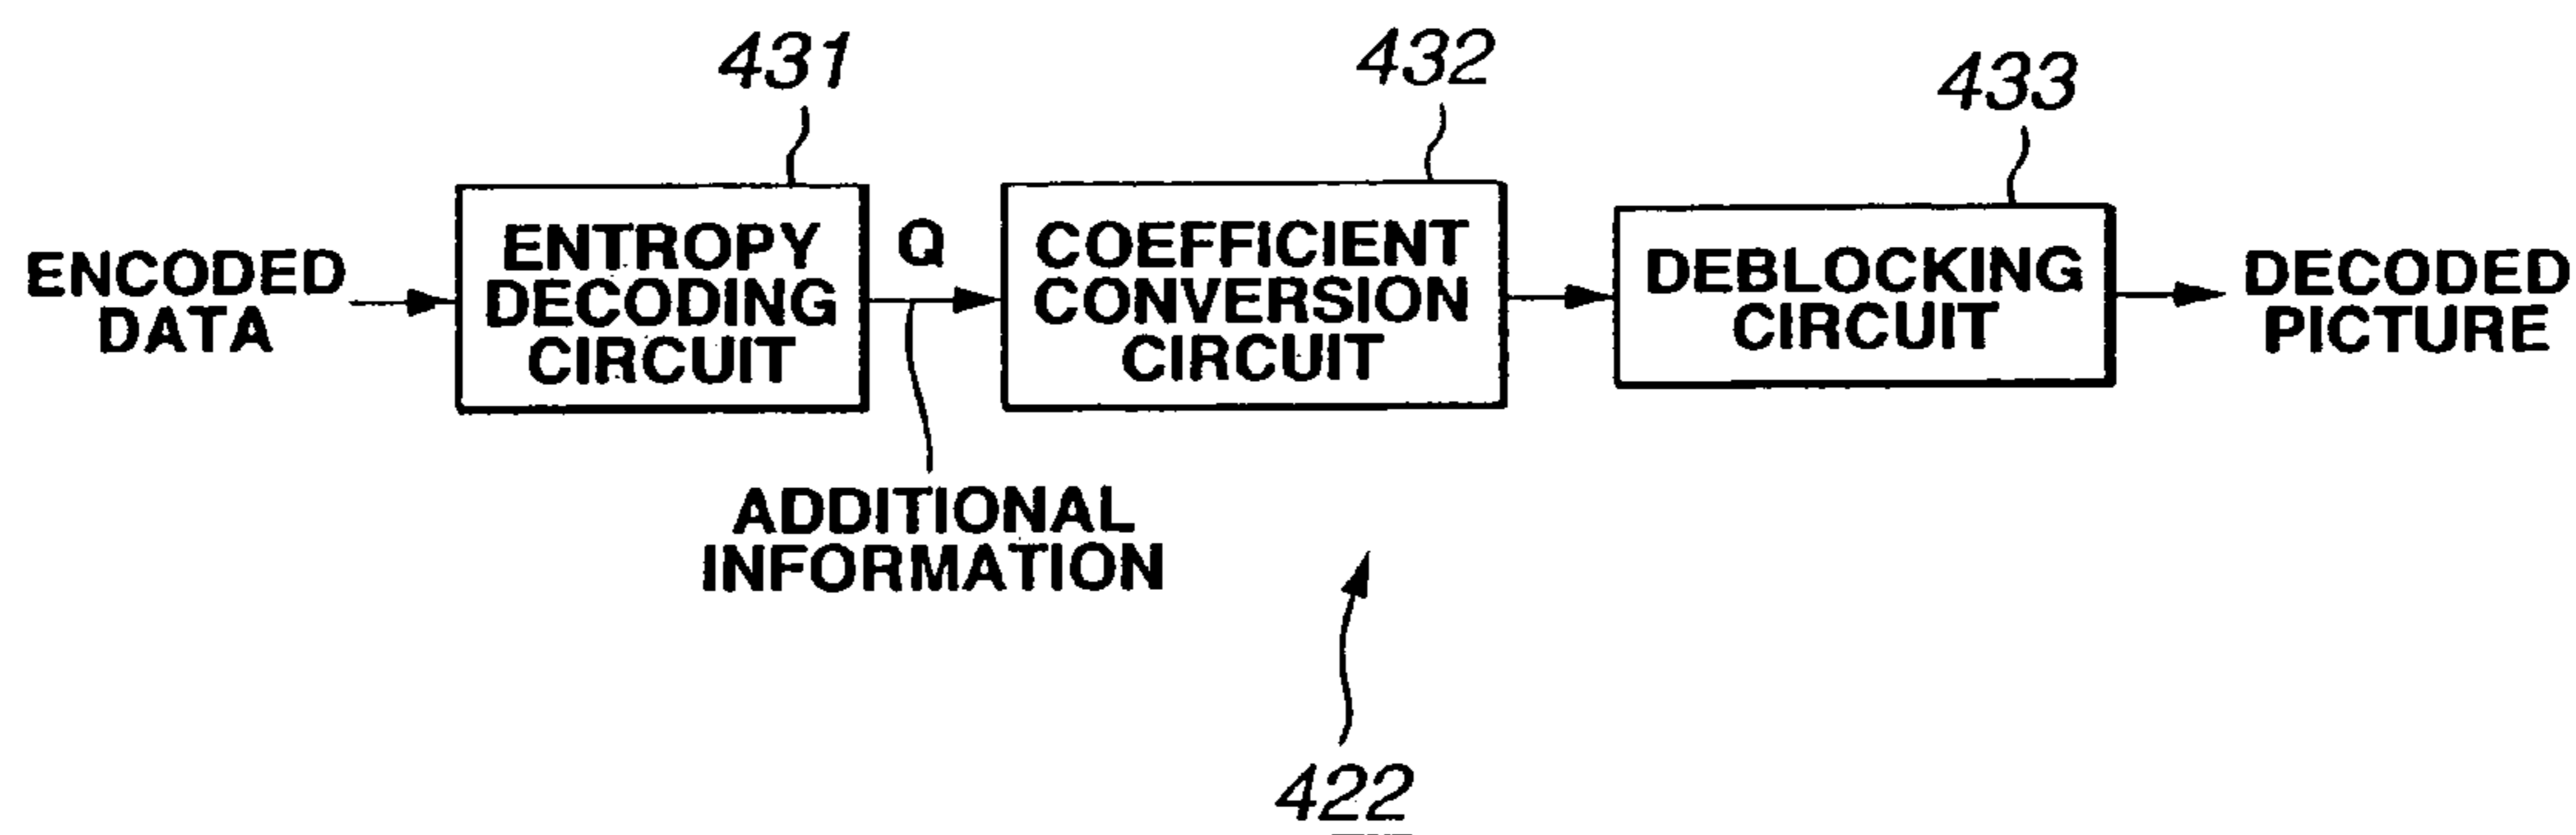 431
432
433
ENCODED
DATA
ENTROPY
DECODING
CIRCUIT
Q
ADDITIONAL
INFORMATION
COEFFICIENT
CONVERSION
CIRCUIT
DEBLOCKING
CIRCUIT
DECODED
PICTURE
422